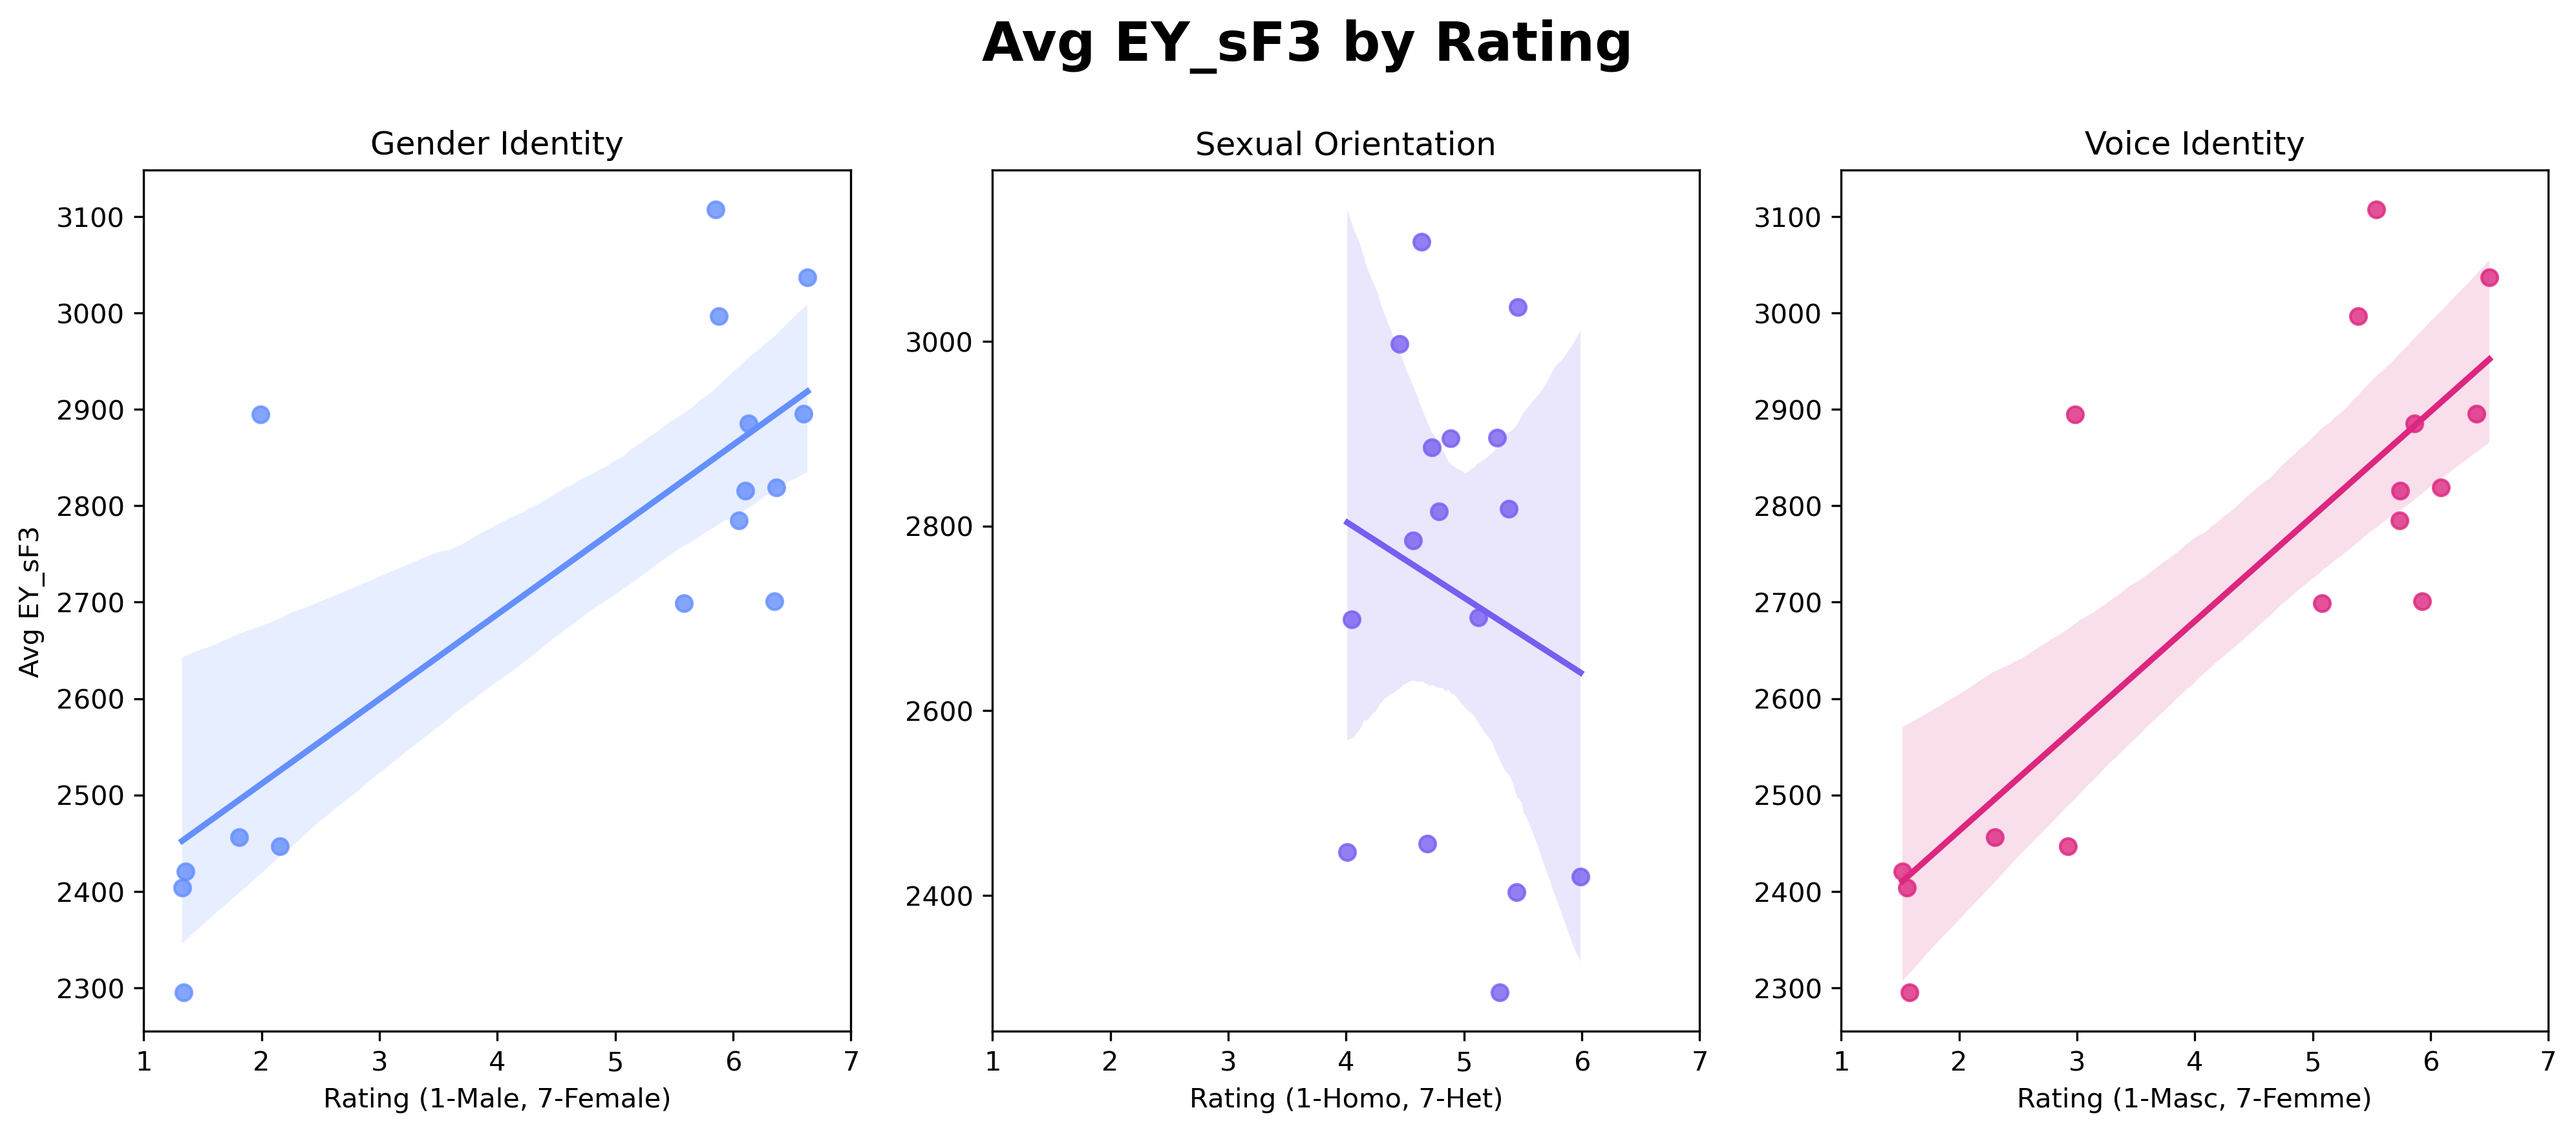 Avg EY_sF3 by Rating
Gender Identity
Sexual Orientation
Voice Identity
Avg EY_sF3
3100
3000
2900
2800
2700
2600
2500
2400
2300
1 2 3 4 5 6 7
Rating (1-Male, 7-Female)
3000
2800
2600
2400
1 2 3 4 5 6 7
Rating (1-Homo, 7-Het)
3100
3000
2900
2800
2700
2600
2500
2400
2300
1 2 3 4 5 6 7
Rating (1-Masc, 7-Femme)